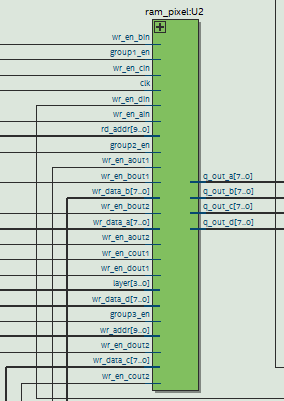 ram_pixel:U2
wr_en_bin
group1_en
wr_en_cin
clk
wr_en_din
wr_en_ain
rd_addr[9..0]
group2_en
wr_en_aout1
wr_en_bout1
wr_data_b[7..0]
wr_en_bout2
wr_data_a[7..0]
wr_en_aout2
wr_en_cout1
wr_en_dout1
layer[3..0]
wr_data_d[7..0]
group3_en
wr_addr[9..0]
wr_en_dout2
wr_data_c[7..0]
wr_en_cout2
q_out_a[7..0]
q_out_b[7..0]
q_out_c[7..0]
q_out_d[7..0]